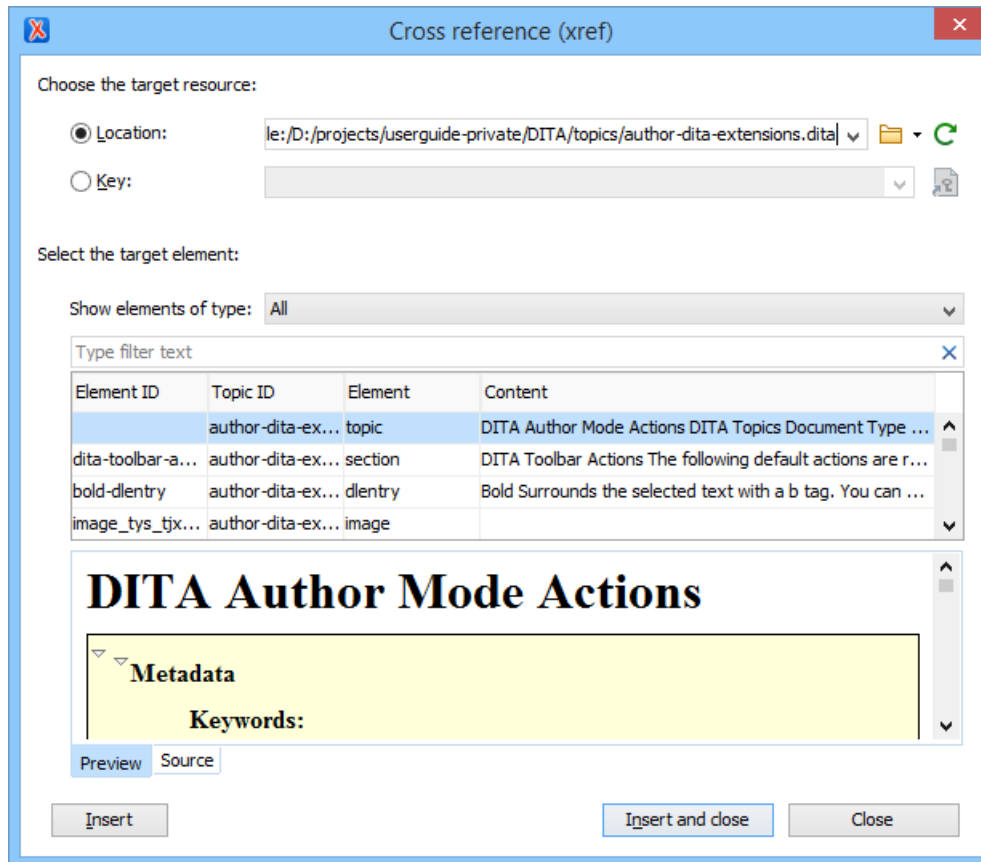 Cross reference (xref)
Choose the target resource:
Location: le:/D:/projects/userguide-private/DITA/topics/author-dita-extensions.dita
Key:
Select the target element:
Show elements of type: All
Type filter text
Element ID Topic ID Element Content
author-dita-ex... topic DITA Author Mode Actions DITA Topics Document Type ...
dita-toolbar-a... author-dita-ex... section DITA Toolbar Actions The following default actions are r...
bold-dlentry author-dita-ex... dlentry Bold Surrounds the selected text with a b tag. You can ...
image_tys_tjx... author-dita-ex... image
DITA Author Mode Actions
Metadata
Keywords:
Preview Source
Insert Insert and close Close